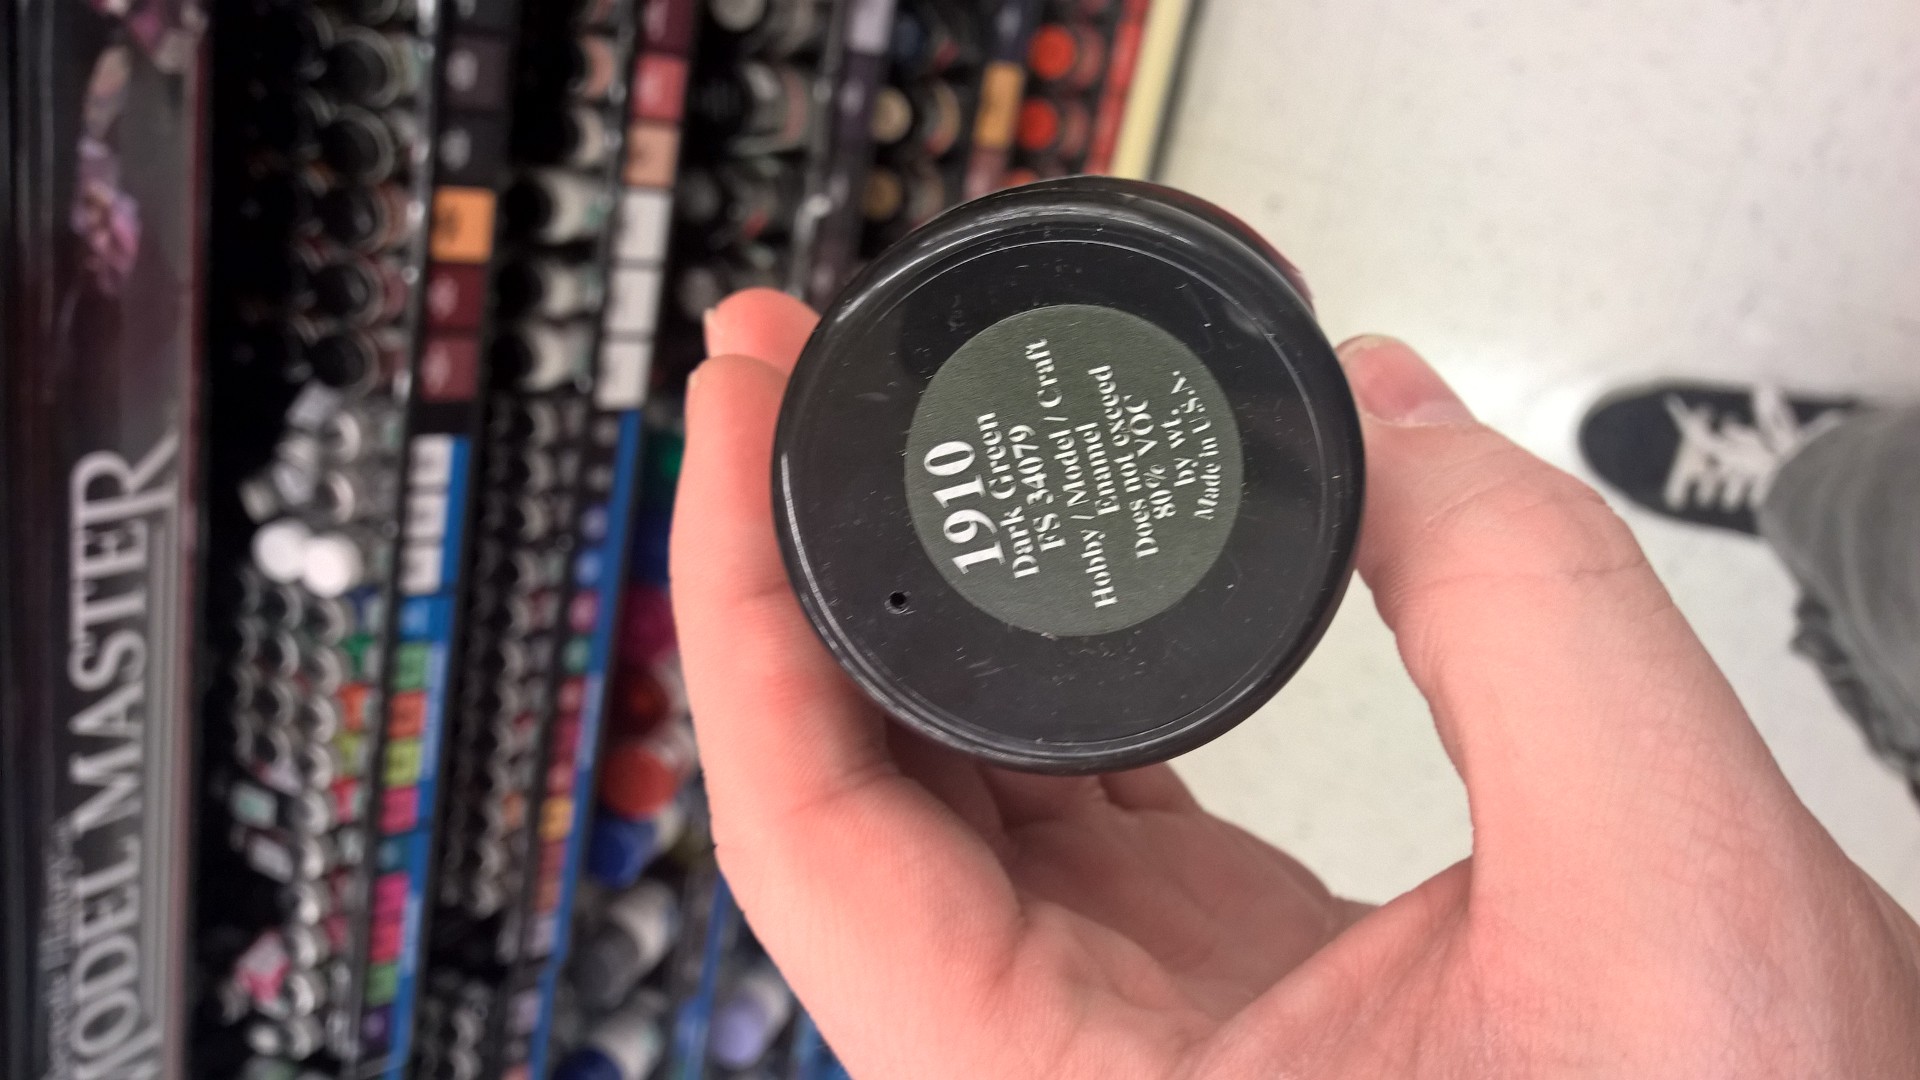 MODEL MASTER
1910
Dark Green
FS 34079
Hobby / Model / Craft
Enamel
Does not exceed
80% VOC
by wt.
Made in U.S.A.